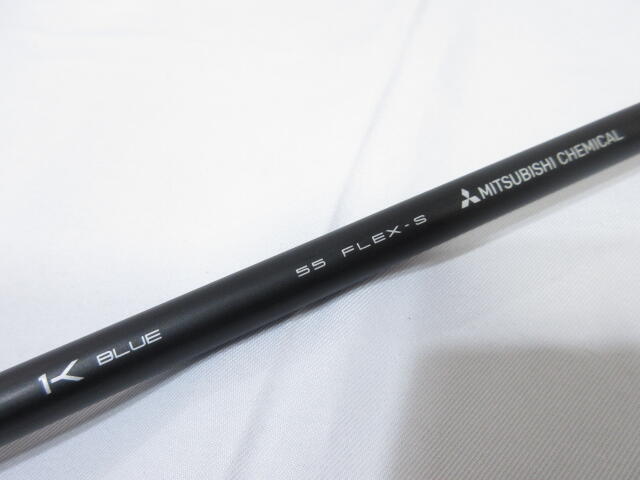 1K BLUE
55 FLEX-S
MITSUBISHI CHEMICAL